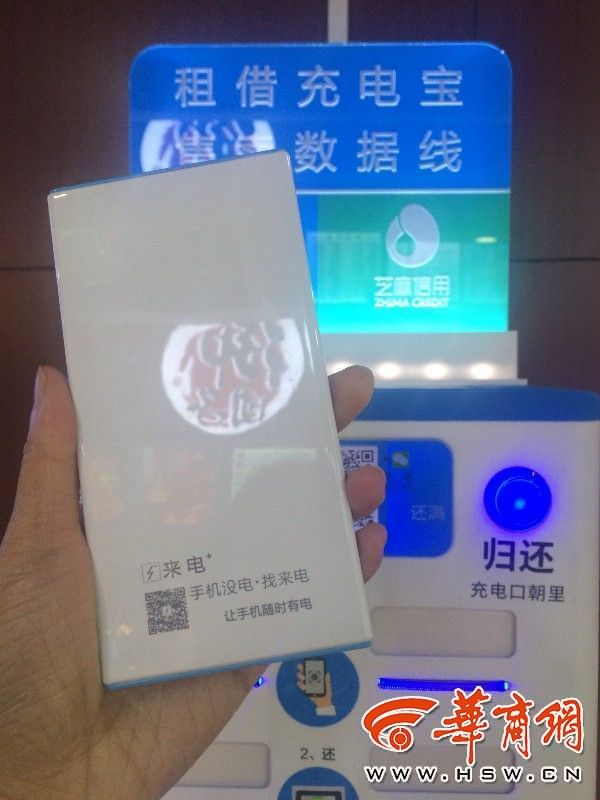 租借充电宝
数据线
芝麻信用
ZHIMA CREDIT
还满
归还
充电口朝里
来电+
手机没电·找来电
让手机随时有电
2、还
華商網
www.HSW.CN